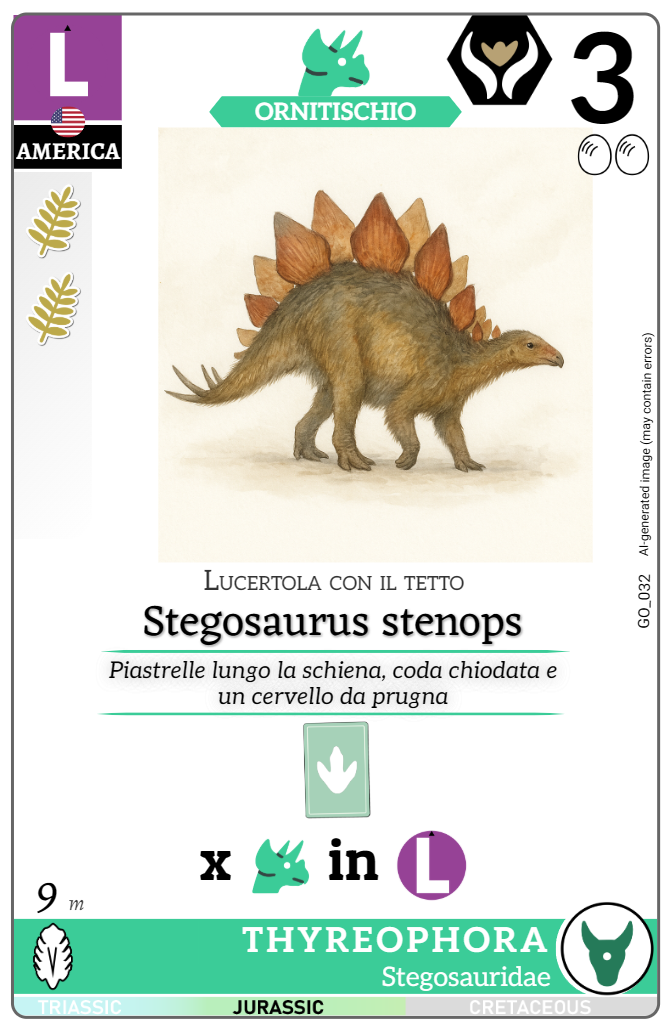 L
AMERICA
ORNITISCHIO
3
AI-generated image (may contain errors)
GO_032
Lucertola con il tetto
Stegosaurus stenops
Piastrelle lungo la schiena, coda chiodata e
un cervello da prugna
x in L
9 m
THYREOPHORA
Stegosauridae
TRIASSIC JURASSIC CRETACEOUS